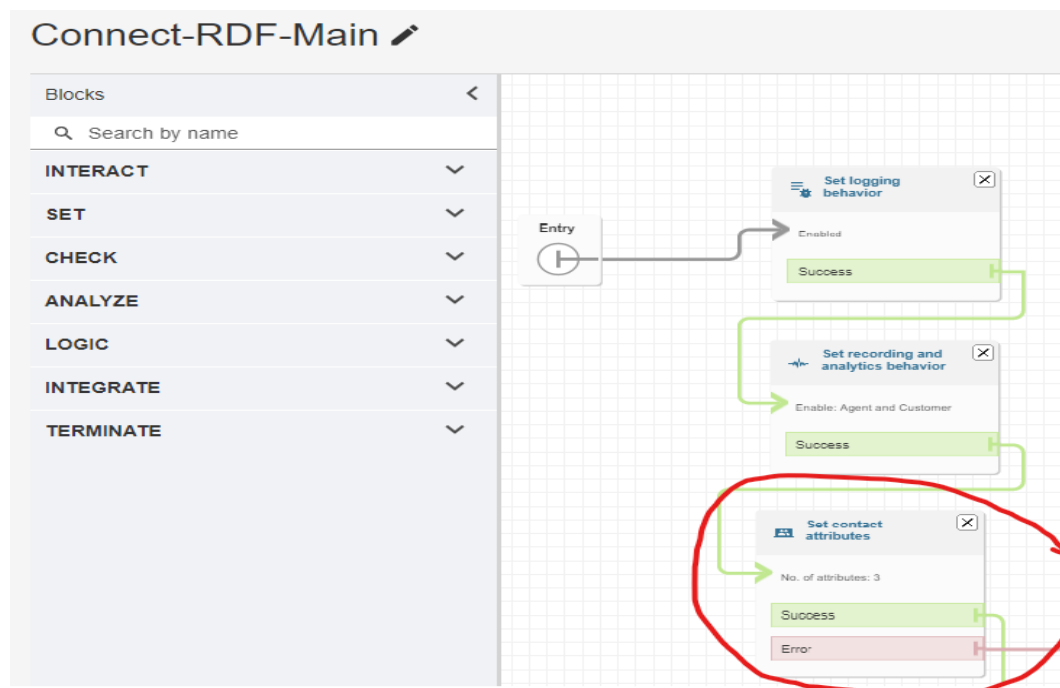 Connect-RDF-Main
Blocks
Search by name
INTERACT
SET
CHECK
ANALYZE
LOGIC
INTEGRATE
TERMINATE
Entry
Set logging
behavior
Enabled
Success
Set recording and
analytics behavior
Enable: Agent and Customer
Success
Set contact
attributes
No. of attributes: 3
Success
Error